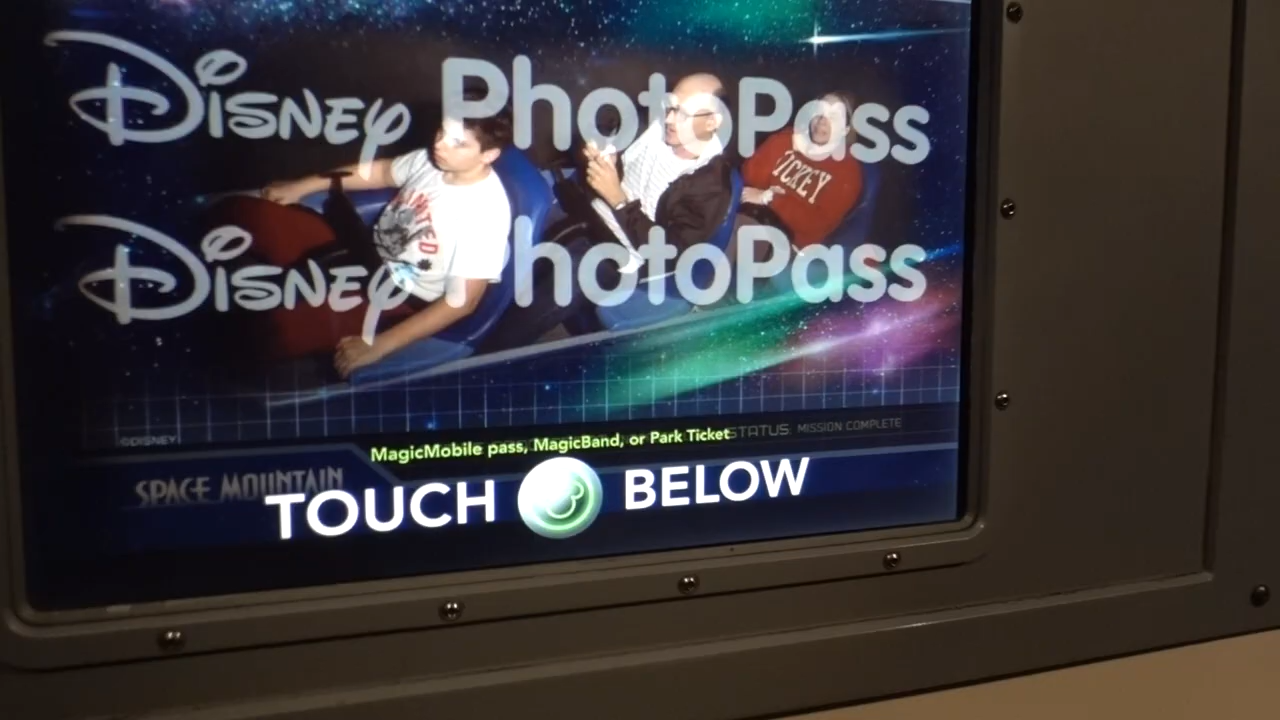 DISNEY PhotoPass
MICKEY
UNITED
DISNEY PhotoPass
©DISNEY
STATUS: MISSION COMPLETE
MagicMobile pass, MagicBand, or Park Ticket
SPACE MOUNTAIN
TOUCH BELOW